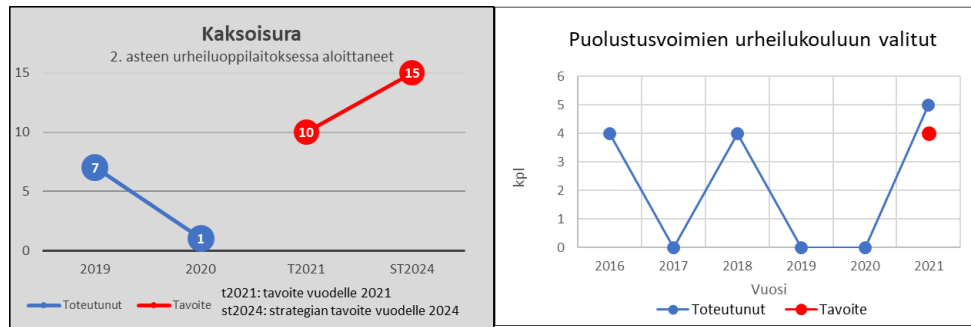 Kaksoisura
2. asteen urheiluoppilaitoksessa aloittaneet
15
10
5
0
7
1
10
15
2019
2020
T2021
ST2024
Toteutunut
Tavoite
t2021: tavoite vuodelle 2021
st2024: strategian tavoite vuodelle 2024
Puolustusvoimien urheilukouluun valitut
6
5
4
3
2
1
0
kpl
2016
2017
2018
2019
2020
2021
Vuosi
Toteutunut
Tavoite